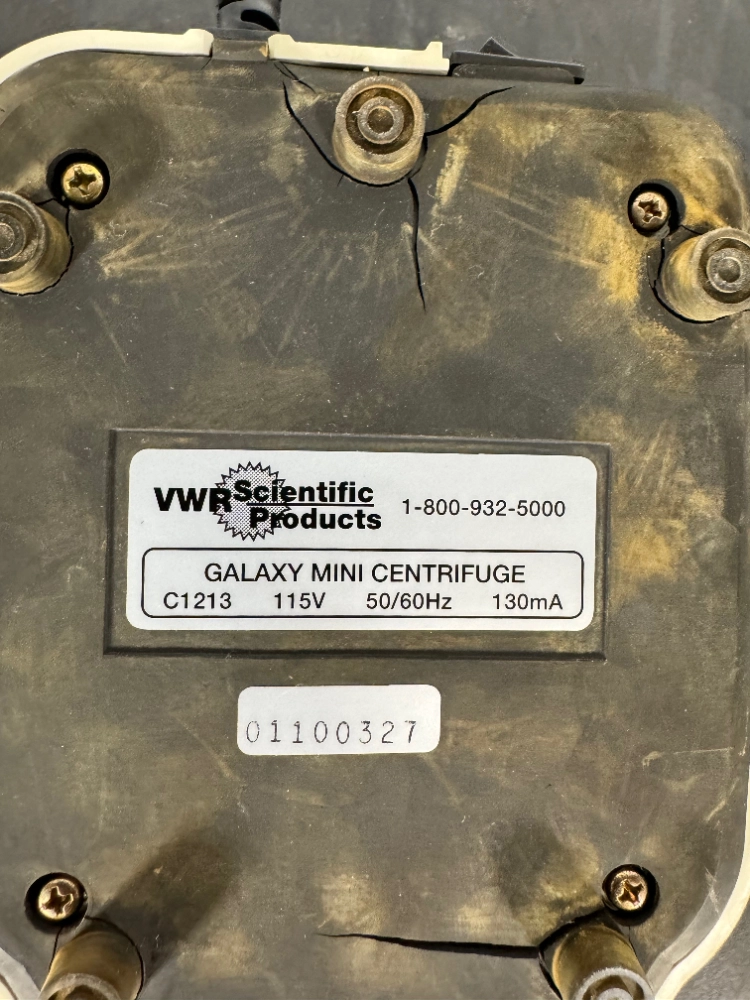 VWR Scientific Products 1-800-932-5000
GALAXY MINI CENTRIFUGE
C1213 115V 50/60Hz 130mA
01100327